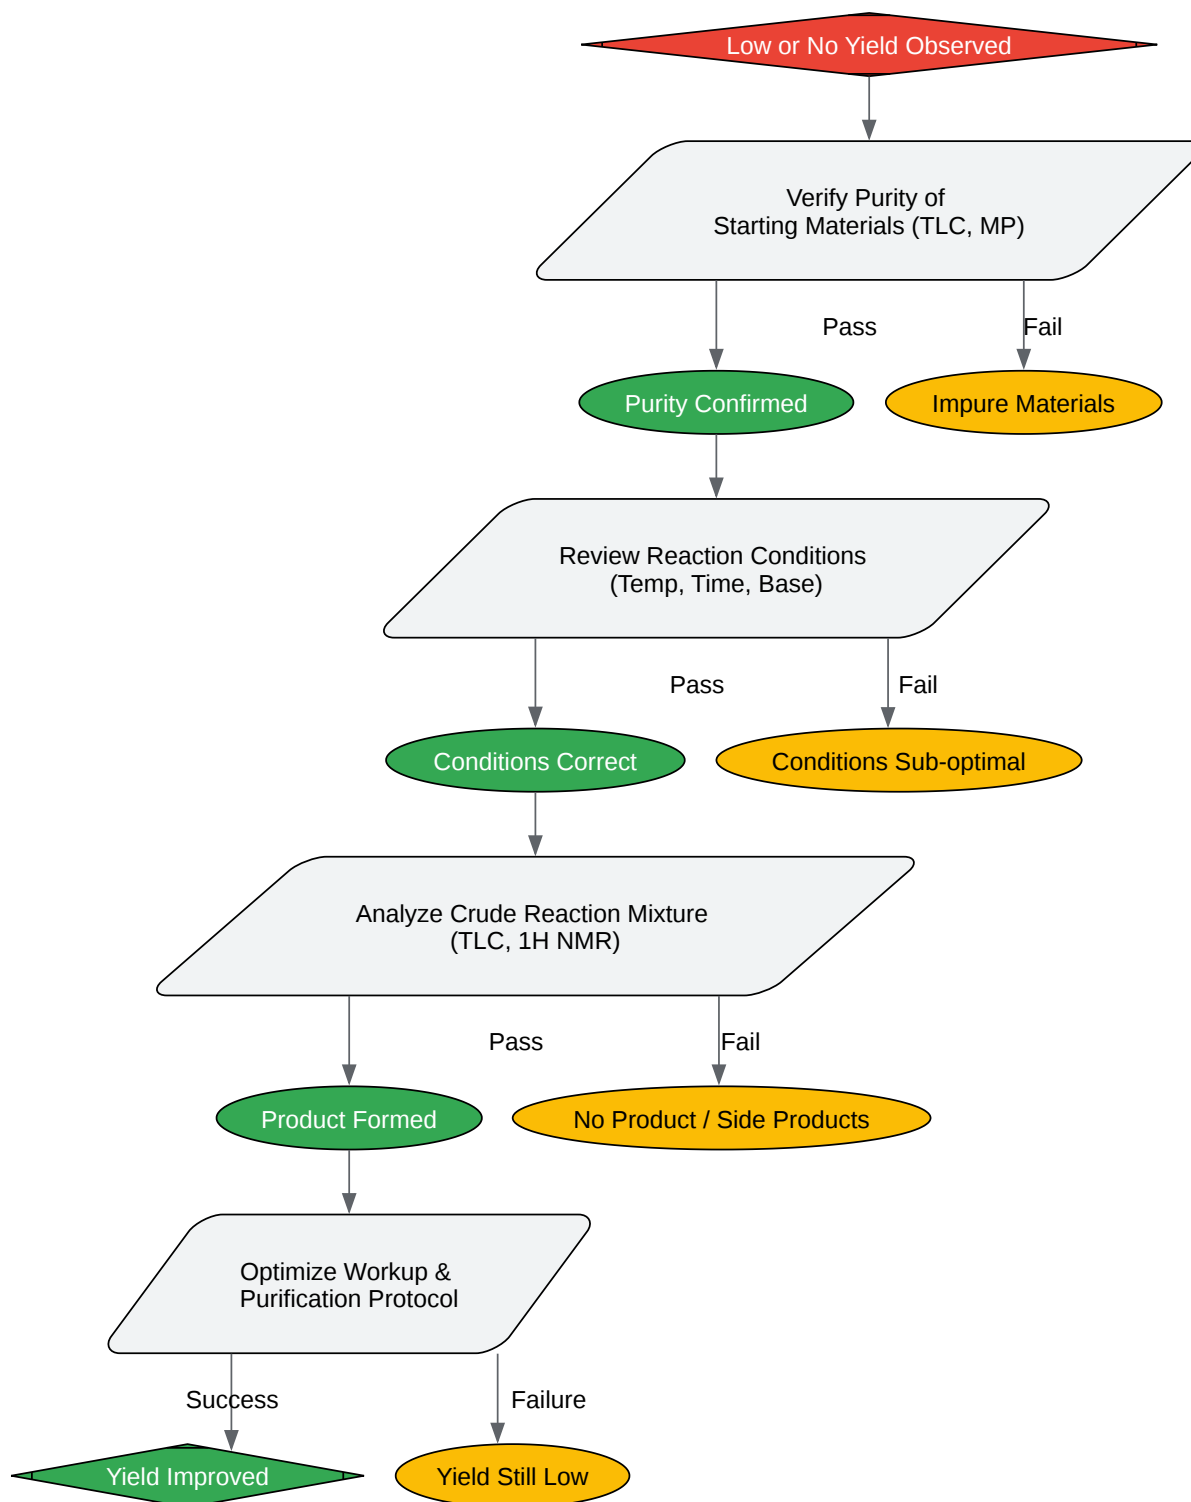 Low or No Yield Observed
Verify Purity of
Starting Materials (TLC, MP)
Pass
Fail
Purity Confirmed
Impure Materials
Review Reaction Conditions
(Temp, Time, Base)
Pass
Fail
Conditions Correct
Conditions Sub-optimal
Analyze Crude Reaction Mixture
(TLC, 1H NMR)
Pass
Fail
Product Formed
No Product / Side Products
Optimize Workup &
Purification Protocol
Success
Failure
Yield Improved
Yield Still Low